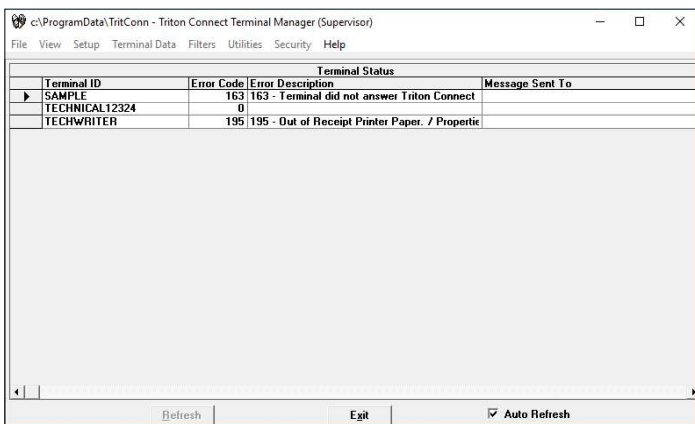 c:\ProgramData\TritConn - Triton Connect Terminal Manager (Supervisor)
File View Setup Terminal Data Filters Utilities Security Help
Terminal Status
Terminal ID Error Code Error Description Message Sent To
SAMPLE 163 163 - Terminal did not answer Triton Connect
TECHNICAL12324 0
TECHWRITER 195 195 - Out of Receipt Printer Paper. / Propertie
Refresh Exit Auto Refresh